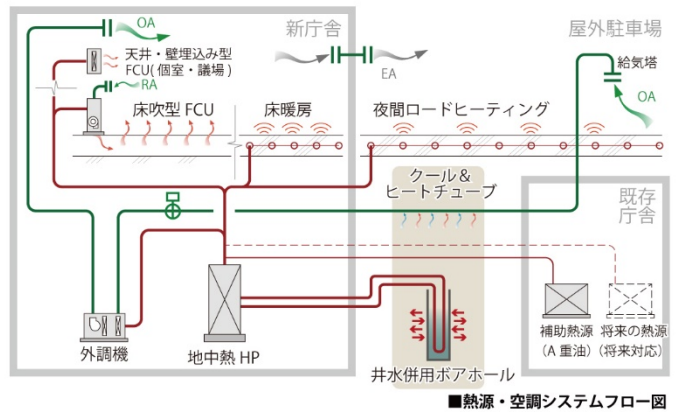 新庁舎
屋外駐車場
OA
天井・壁埋込み型
FCU(個室・議場)
RA
EA
給気塔
OA
床吹型 FCU
床暖房
夜間ロードヒーティング
クール＆
ヒートチューブ
既存
庁舎
外調機
地中熱 HP
井水併用ボアホール
補助熱源
(A 重油)
将来の熱源
(将来対応)
■熱源・空調システムフロー図